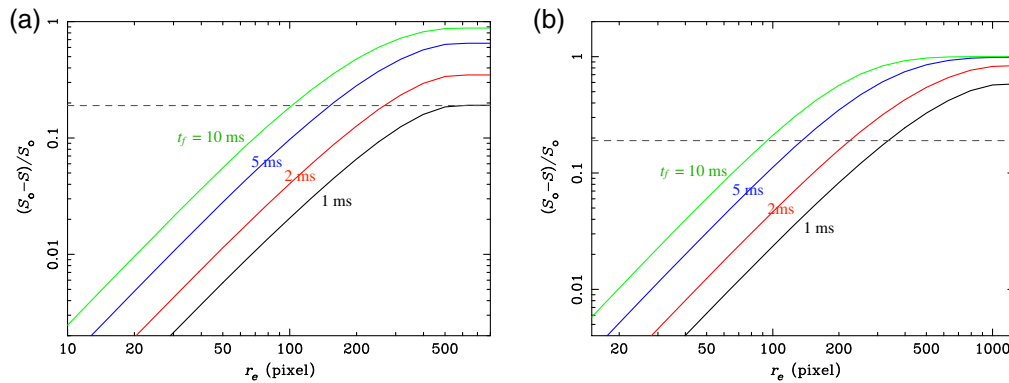 (a)
(S₀−S)/S₀
1
0.1
0.01
t_f = 10 ms
5 ms
2 ms
1 ms
10
20
50
100
200
500
r_e (pixel)
(b)
(S₀−S)/S₀
1
0.1
0.01
t_f = 10 ms
5 ms
2ms
1 ms
20
50
100
200
500
1000
r_e (pixel)